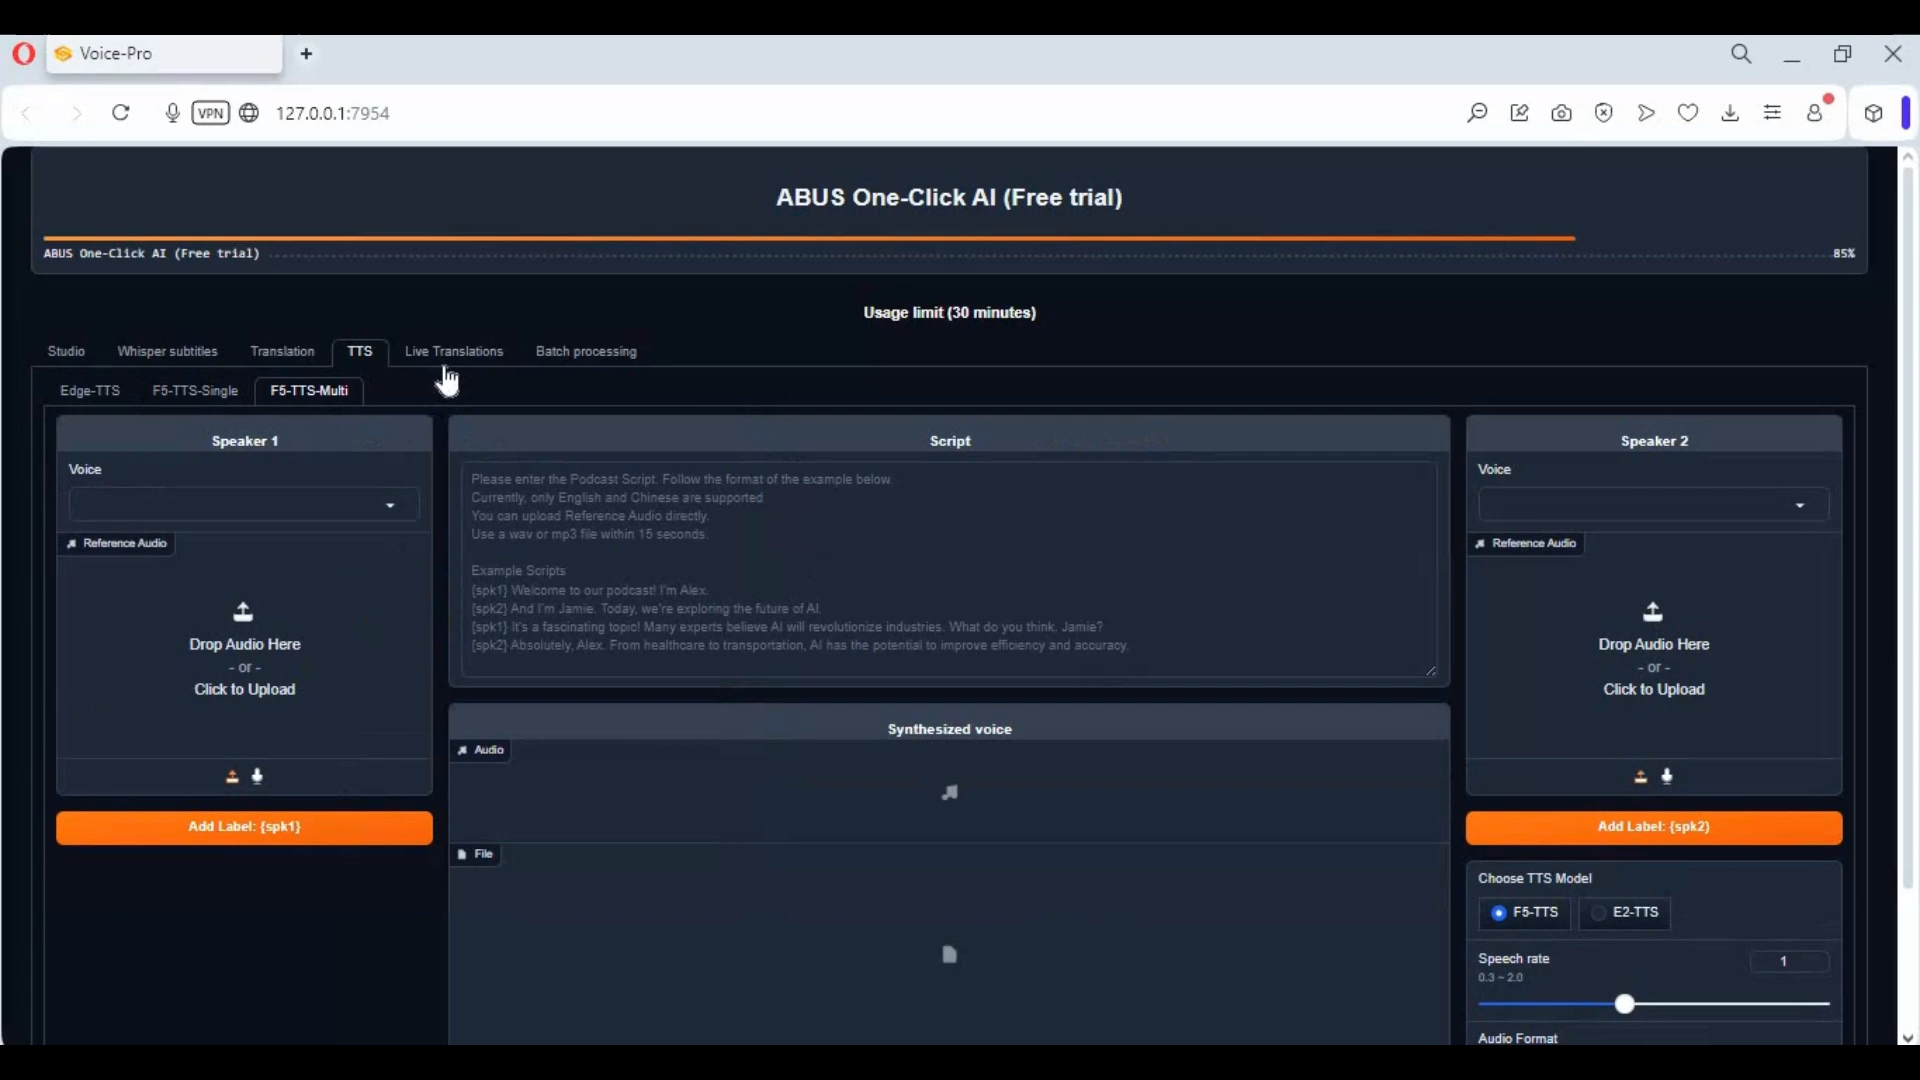 Voice-Pro
VPN
127.0.0.1:7954
ABUS One-Click AI (Free trial)
ABUS One-Click AI (Free trial)
85%
Usage limit (30 minutes)
Studio
Whisper subtitles
Translation
TTS
Live Translations
Batch processing
Edge-TTS
F5-TTS-Single
F5-TTS-Multi
Speaker 1
Voice
Reference Audio
Drop Audio Here
- or -
Click to Upload
Add Label: {spk1}
Script
Please enter the Podcast Script. Follow the format of the example below.
Currently, only English and Chinese are supported
You can upload Reference Audio directly.
Use a wav or mp3 file within 15 seconds.
Example Scripts
{spk1} Welcome to our podcast! I'm Alex.
{spk2} And I'm Jamie. Today, we're exploring the future of AI.
{spk1} It's a fascinating topic! Many experts believe AI will revolutionize industries. What do you think, Jamie?
{spk2} Absolutely, Alex. From healthcare to transportation, AI has the potential to improve efficiency and accuracy.
Synthesized voice
Audio
File
Speaker 2
Voice
Reference Audio
Drop Audio Here
- or -
Click to Upload
Add Label: {spk2}
Choose TTS Model
F5-TTS
E2-TTS
Speech rate
1
0.3 ~ 2.0
Audio Format